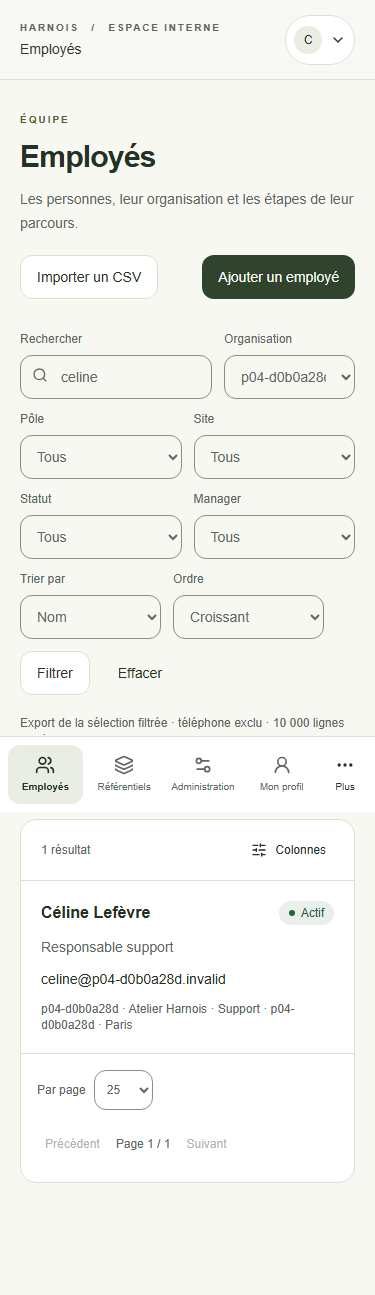 HARNOIS / ESPACE INTERNE
Employés
C
ÉQUIPE
Employés
Les personnes, leur organisation et les étapes de leur
parcours.
Importer un CSV
Ajouter un employé
Rechercher
Organisation
celine
p04-d0b0a28d
Pôle
Site
Tous
Tous
Statut
Manager
Tous
Tous
Trier par
Ordre
Nom
Croissant
Filtrer
Effacer
Export de la sélection filtrée · téléphone exclu · 10 000 lignes
Employés
Référentiels
Administration
Mon profil
Plus
1 résultat
Colonnes
Céline Lefèvre
Actif
Responsable support
celine@p04-d0b0a28d.invalid
p04-d0b0a28d · Atelier Harnois · Support · p04-
d0b0a28d · Paris
Par page
25
Précédent
Page 1 / 1
Suivant